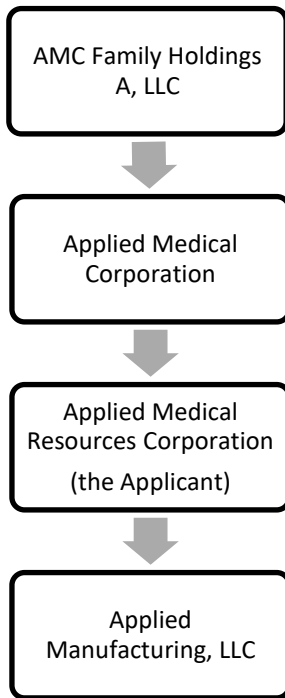 AMC Family Holdings
A, LLC
Applied Medical
Corporation
Applied Medical
Resources Corporation
(the Applicant)
Applied
Manufacturing, LLC